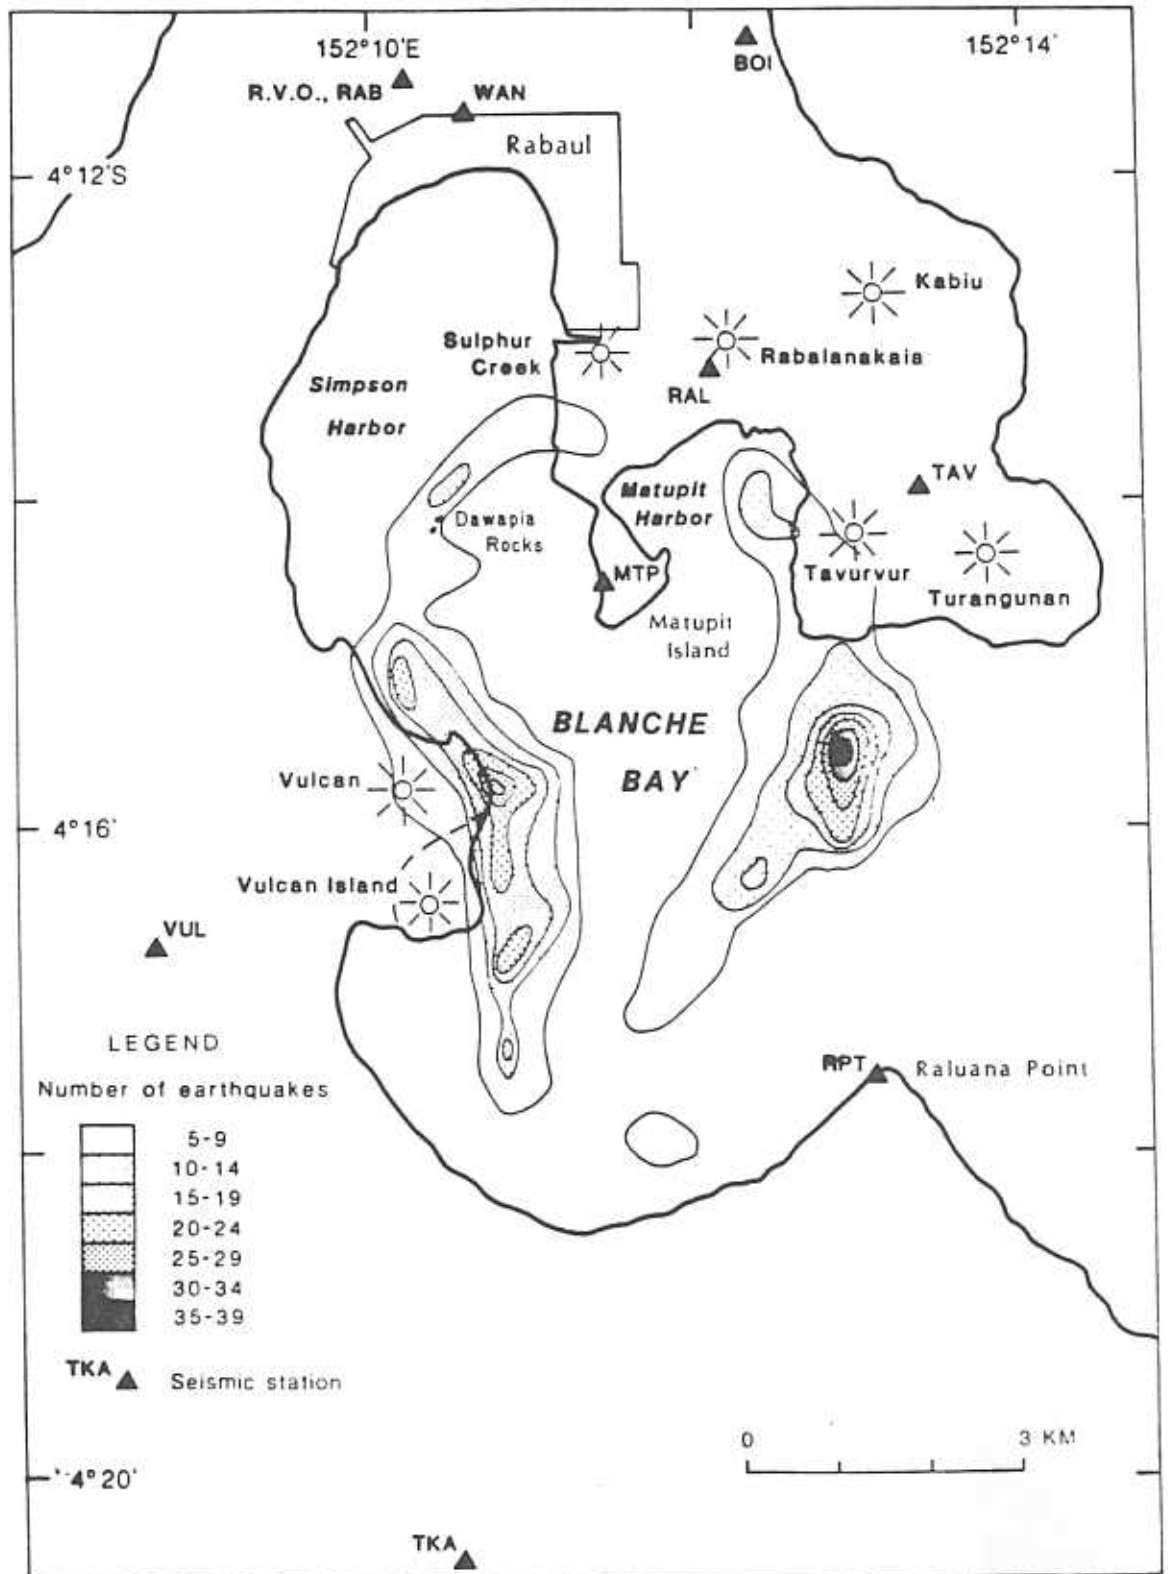 152°10'E
152°14'
BOI
R.V.O., RAB
WAN
Rabaul
4°12'S
Kabiu
Sulphur
Creek
Rabalanakaia
RAL
Simpson
Harbor
TAV
Matupit
Harbor
Dawapia
Rocks
MTP
Tavurvur
Turangunan
Matupit
Island
BLANCHE
BAY
Vulcan
4°16'
Vulcan Island
VUL
RPT
Raluana Point
LEGEND
Number of earthquakes
5-9
10-14
15-19
20-24
25-29
30-34
35-39
TKA
Seismic station
0
3 KM
4°20'
TKA